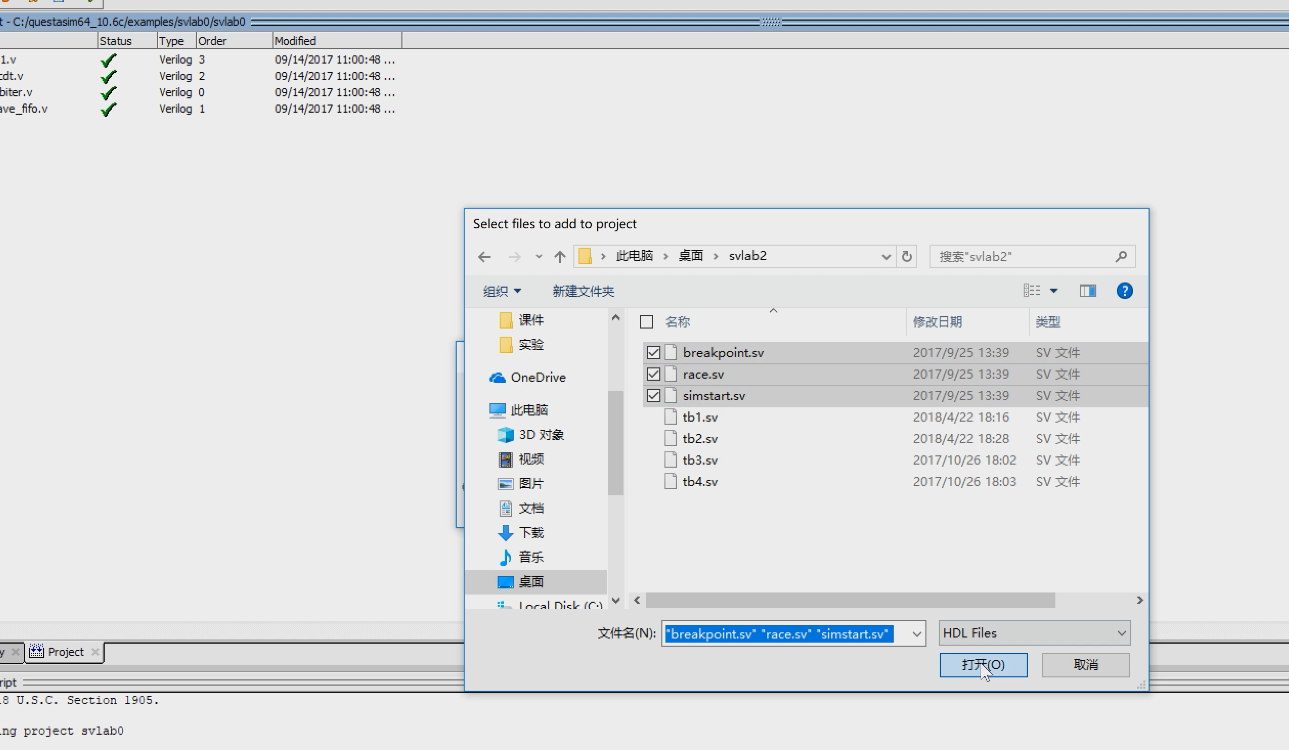 t - C:/questasim64_10.6c/examples/svlab0/svlab0
Status Type Order Modified
1.v Verilog 3 09/14/2017 11:00:48 ...
cdt.v Verilog 2 09/14/2017 11:00:48 ...
biter.v Verilog 0 09/14/2017 11:00:48 ...
ave_fifo.v Verilog 1 09/14/2017 11:00:48 ...
Select files to add to project
此电脑 › 桌面 › svlab2
搜索"svlab2"
组织 新建文件夹
课件
实验
OneDrive
此电脑
3D 对象
视频
图片
文档
下载
音乐
桌面
Local Disk (C:)
名称 修改日期 类型
breakpoint.sv 2017/9/25 13:39 SV 文件
race.sv 2017/9/25 13:39 SV 文件
simstart.sv 2017/9/25 13:39 SV 文件
tb1.sv 2018/4/22 18:16 SV 文件
tb2.sv 2018/4/22 18:28 SV 文件
tb3.sv 2017/10/26 18:02 SV 文件
tb4.sv 2017/10/26 18:03 SV 文件
文件名(N): "breakpoint.sv" "race.sv" "simstart.sv" HDL Files
打开(O) 取消
y Project
ript
18 U.S.C. Section 1905.
ing project svlab0